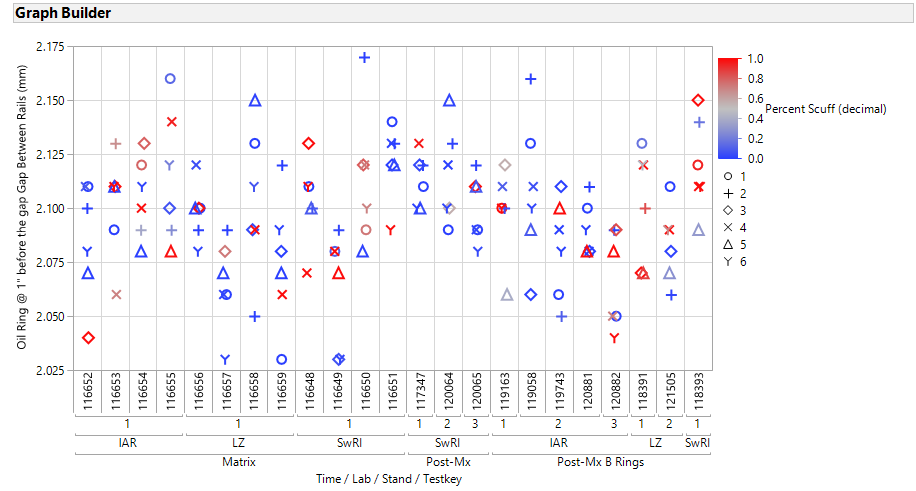 Graph Builder
2.175
2.150
2.125
2.100
2.075
2.050
2.025
Oil Ring @ 1" before the gap Gap Between Rails (mm)
1.0
0.8
0.6
0.4
0.2
0.0
Percent Scuff (decimal)
1
2
3
4
5
6
116652 116653 116654 116655 116656 116657 116658 116659 116648 116649 116650 116651 117347 120064 120065 119163 119058 119743 120881 120882 118391 121505 118393
1 1 1 1 2 3 1 2 3 1 2 1
IAR LZ SwRI SwRI IAR LZ SwRI
Matrix Post-Mx Post-Mx B Rings
Time / Lab / Stand / Testkey